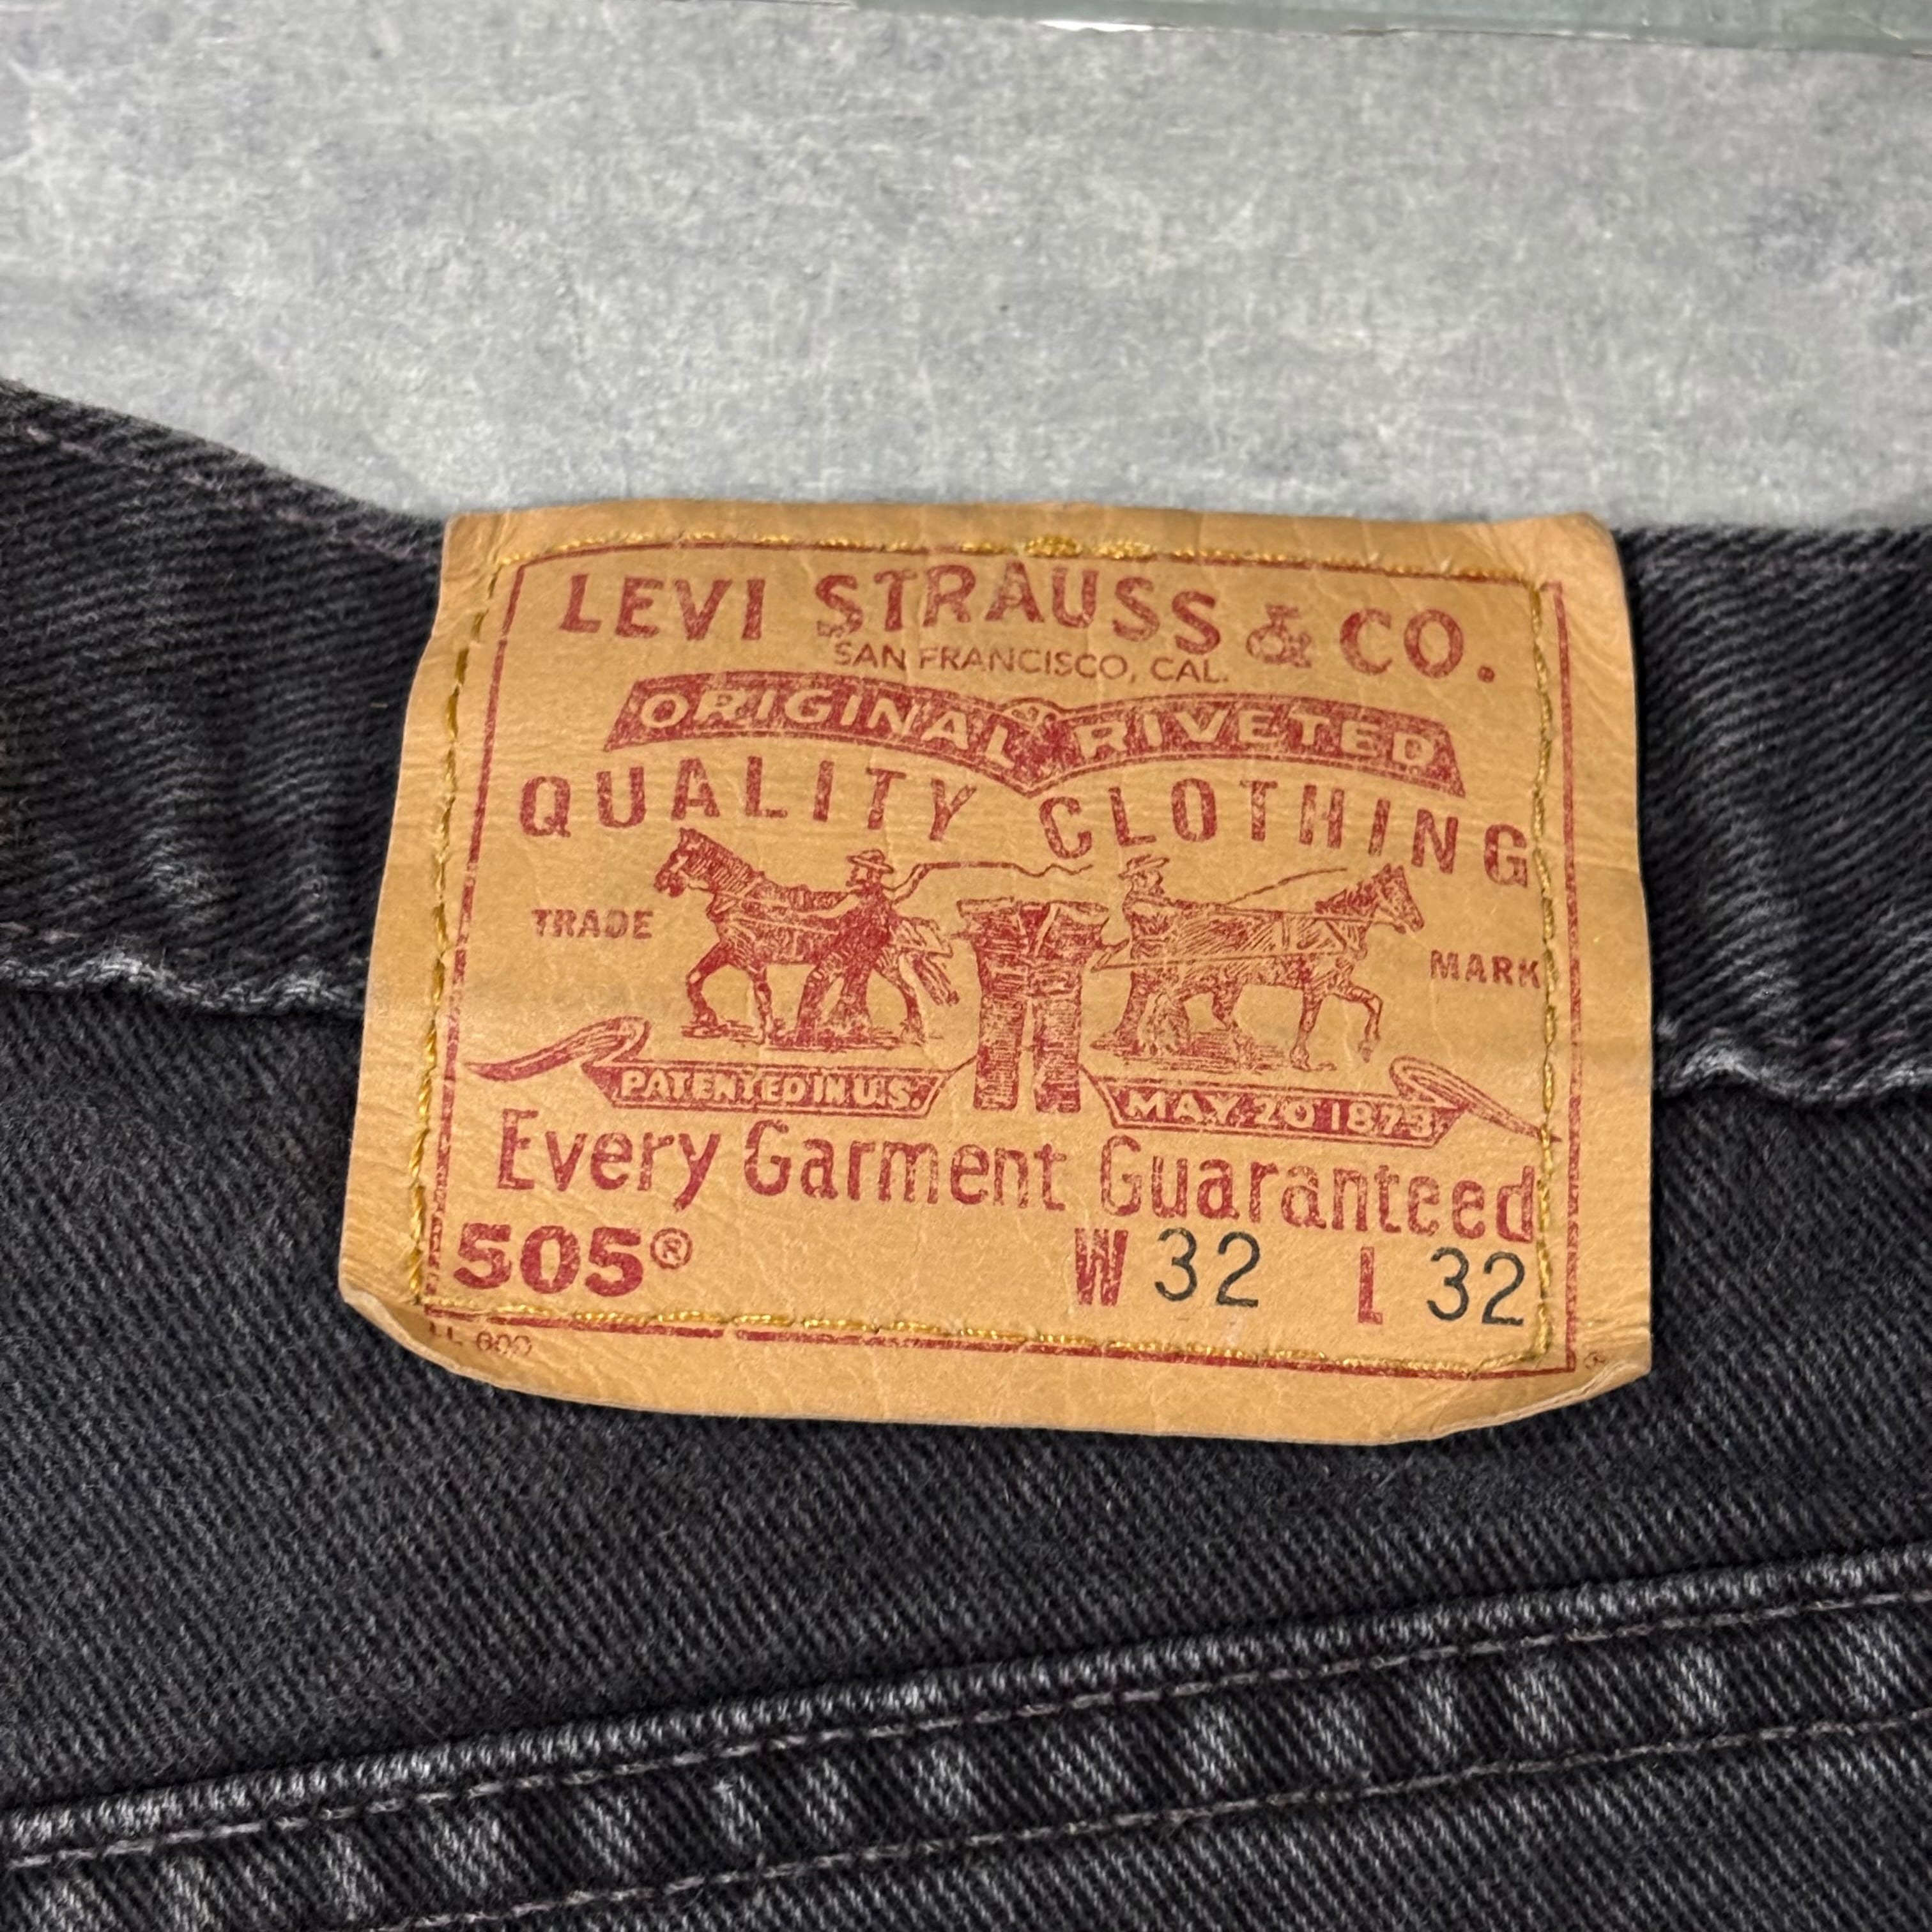 LEVI STRAUSS & CO.
SAN FRANCISCO, CAL.
ORIGINAL RIVETED
QUALITY CLOTHING
TRADE MARK
PATENTED IN U.S. MAY 20 1873
Every Garment Guaranteed
505® W 32 L 32